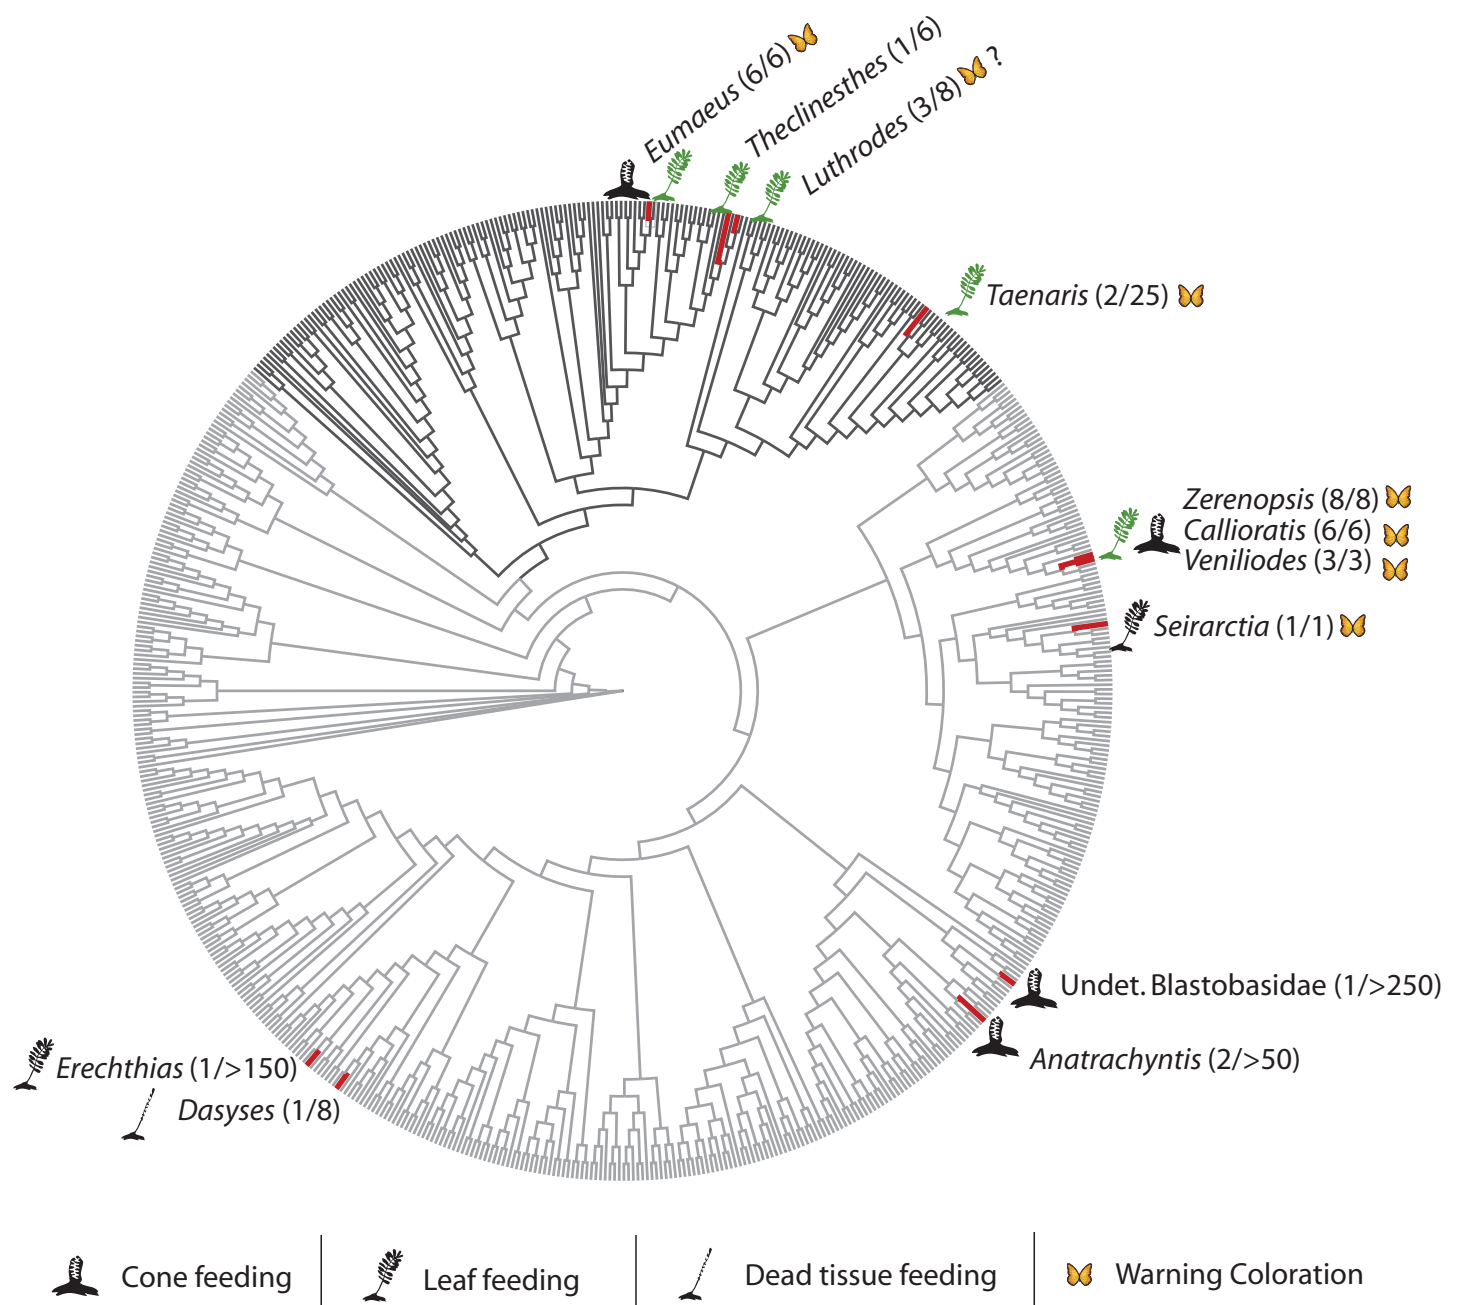 Eumaeus (6/6)
Theclinesthes (1/6)
Luthrodes (3/8) ?
Taenaris (2/25)
Zerenopsis (8/8)
Callioratis (6/6)
Veniliodes (3/3)
Seirarctia (1/1)
Undet. Blastobasidae (1/>250)
Anatrachyntis (2/>50)
Erechthias (1/>150)
Dasyses (1/8)
Cone feeding
Leaf feeding
Dead tissue feeding
Warning Coloration